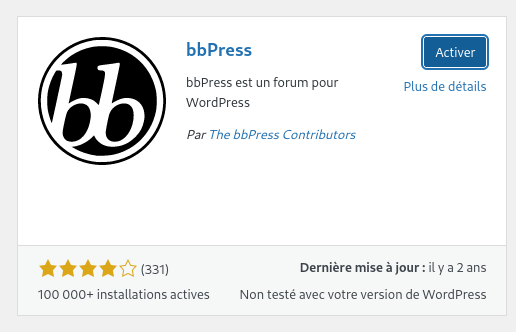 bb
bbPress
Activer
bbPress est un forum pour
WordPress
Plus de détails
Par The bbPress Contributors
(331)
Dernière mise à jour : il y a 2 ans
100 000+ installations actives
Non testé avec votre version de WordPress